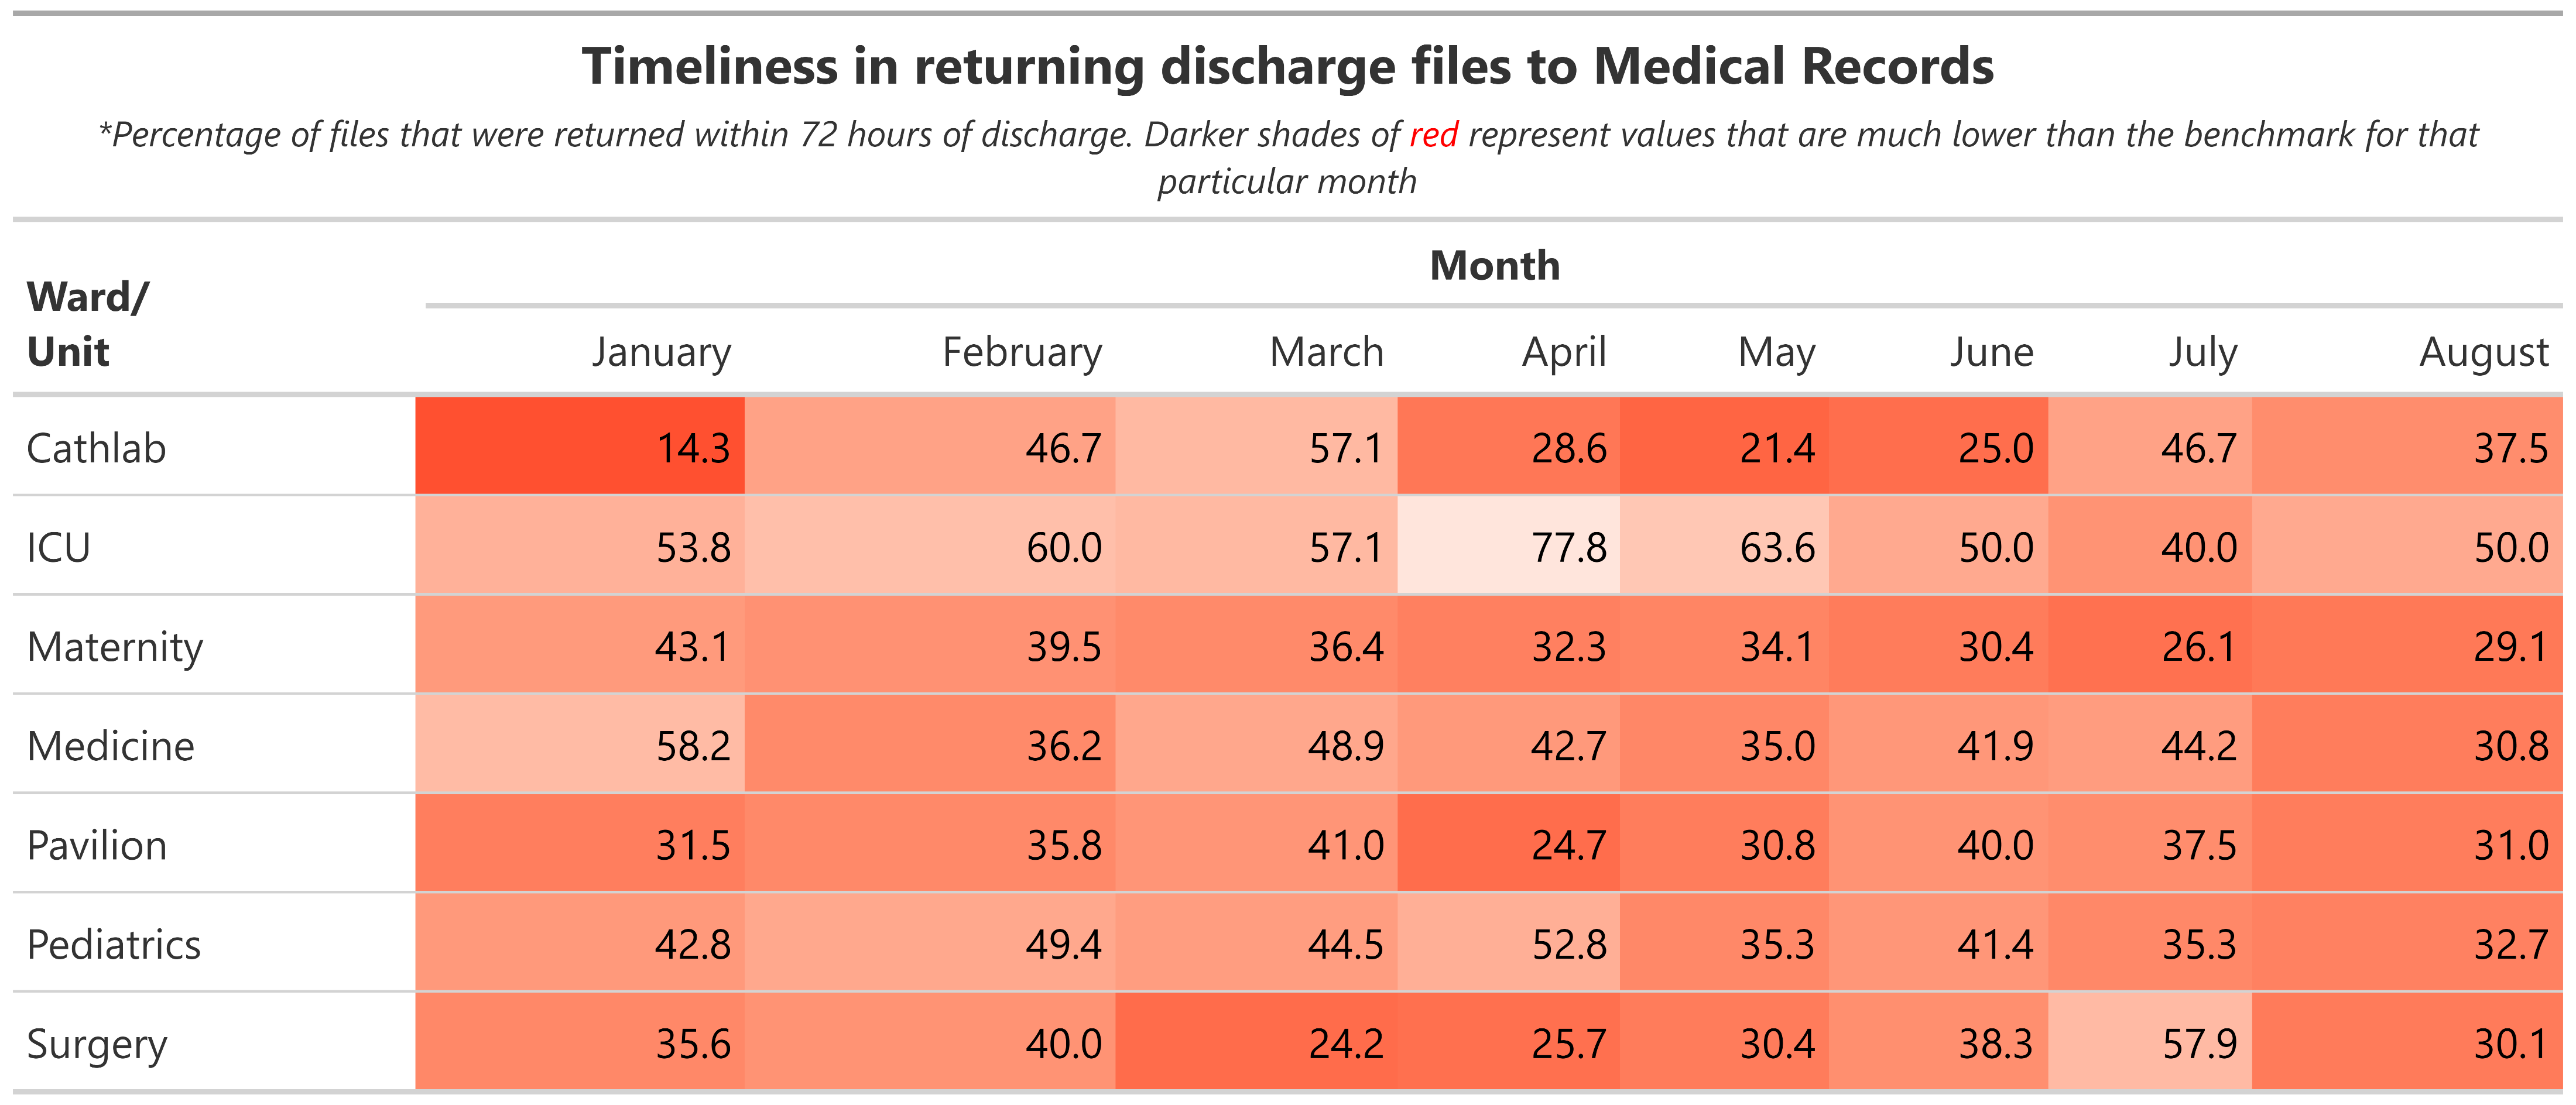 Timeliness in returning discharge files to Medical Records
*Percentage of files that were returned within 72 hours of discharge. Darker shades of red represent values that are much lower than the benchmark for that
particular month
Ward/
Unit
Month
January February March April May June July August
Cathlab 14.3 46.7 57.1 28.6 21.4 25.0 46.7 37.5
ICU 53.8 60.0 57.1 77.8 63.6 50.0 40.0 50.0
Maternity 43.1 39.5 36.4 32.3 34.1 30.4 26.1 29.1
Medicine 58.2 36.2 48.9 42.7 35.0 41.9 44.2 30.8
Pavilion 31.5 35.8 41.0 24.7 30.8 40.0 37.5 31.0
Pediatrics 42.8 49.4 44.5 52.8 35.3 41.4 35.3 32.7
Surgery 35.6 40.0 24.2 25.7 30.4 38.3 57.9 30.1